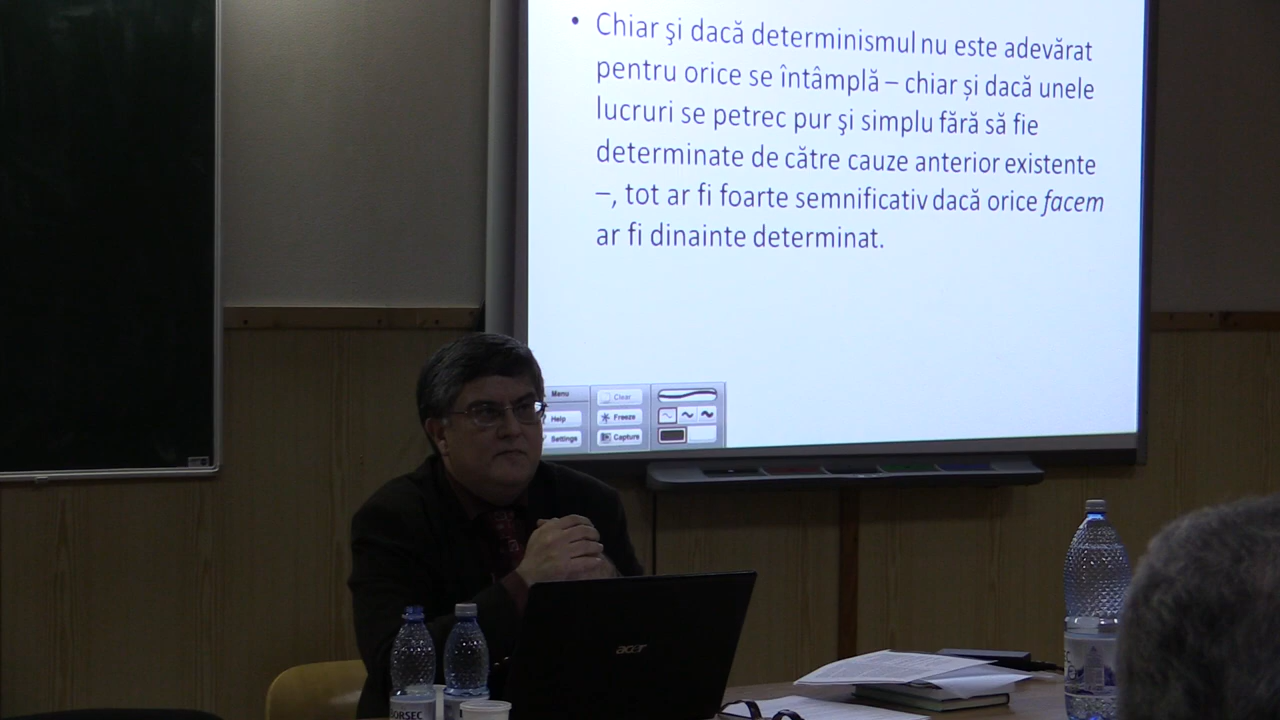 • Chiar şi dacă determinismul nu este adevărat
pentru orice se întâmplă – chiar și dacă unele
lucruri se petrec pur şi simplu fără să fie
determinate de către cauze anterior existente
–, tot ar fi foarte semnificativ dacă orice facem
ar fi dinainte determinat.
Menu
Clear
Help
Freeze
Settings
Capture
acer
BORSEC